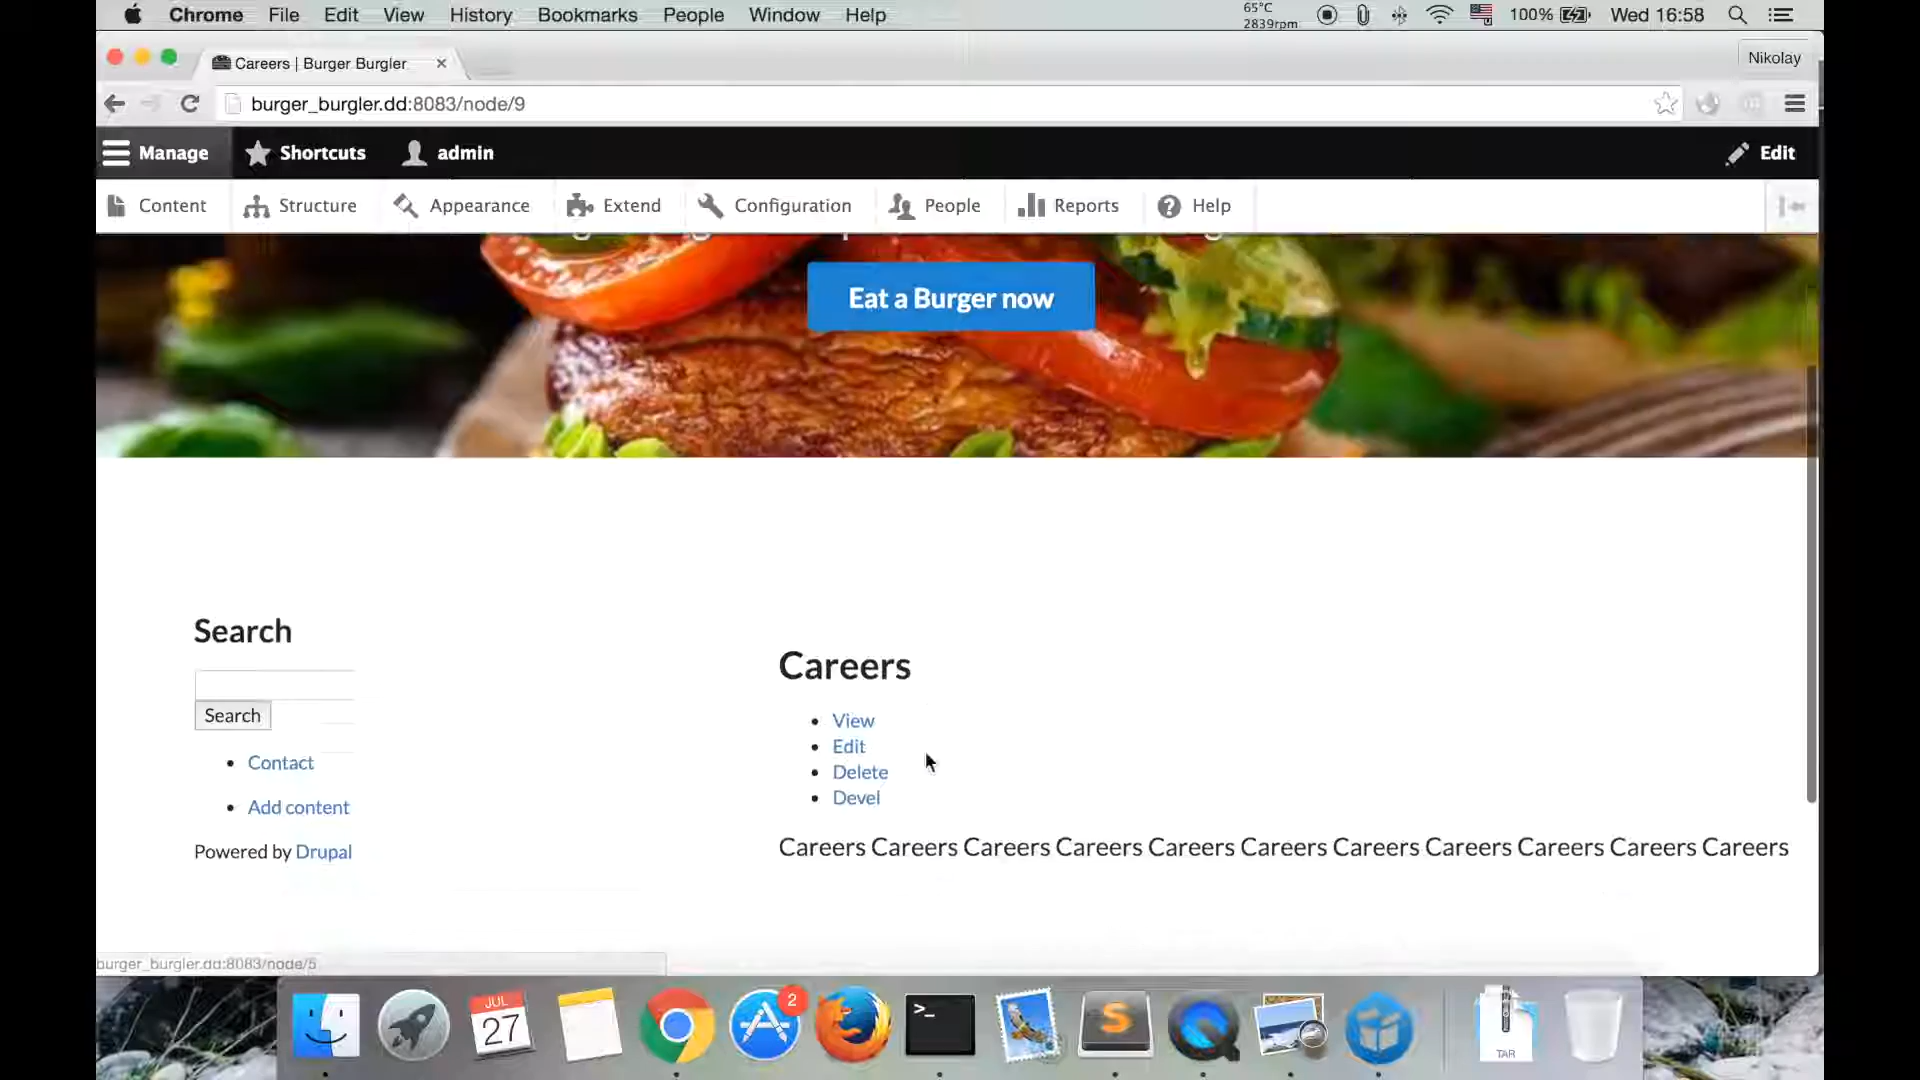 Chrome File Edit View History Bookmarks People Window Help
65°C
2839rpm
100%
Wed 16:58
Careers | Burger Burgler
Nikolay
burger_burgler.dd:8083/node/9
Manage Shortcuts admin Edit
Content Structure Appearance Extend Configuration People Reports Help
Eat a Burger now
Search
Search
Contact
Add content
Powered by Drupal
Careers
View
Edit
Delete
Devel
Careers Careers Careers Careers Careers Careers Careers Careers Careers Careers Careers
burger_burgler.dd:8083/node/5
JUL
27
2
>_
S
TAR